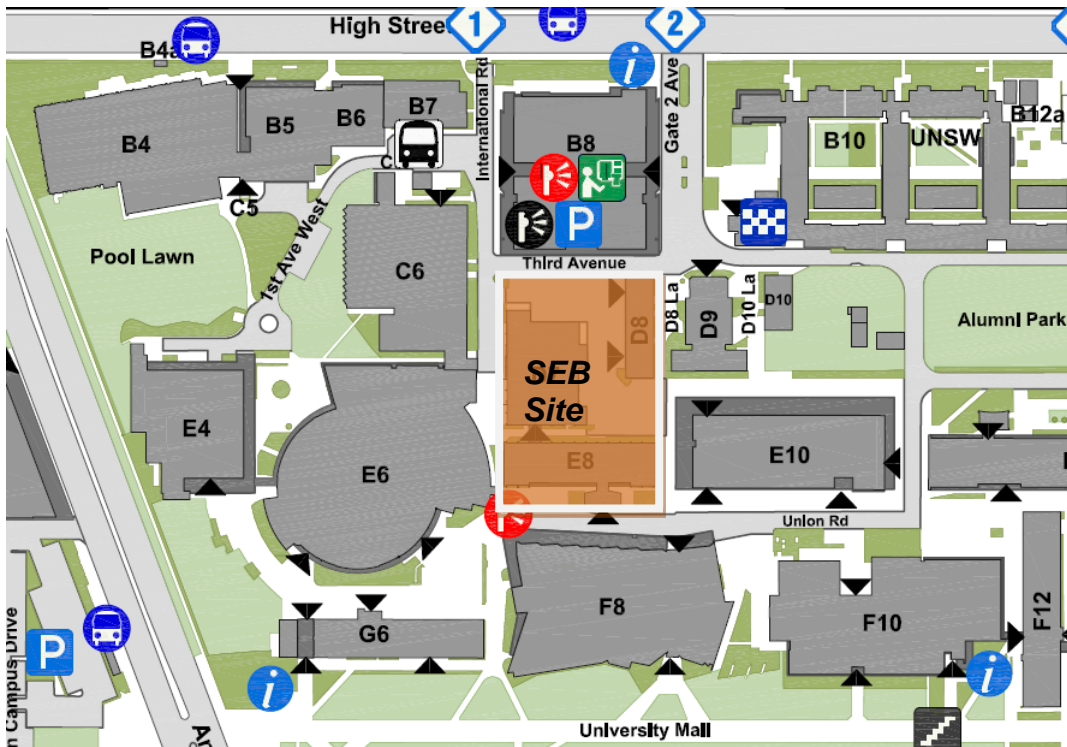 High Street
1
2
B4a
B7
B6
B5
B4
International Rd
B8
Gate 2 Ave
B10
UNSW
B12a
C
C5
P
Pool Lawn
1st Ave West
C6
Third Avenue
D8 La
D8
D9
D10 La
D10
Alumni Park
SEB
Site
E4
E6
E8
E10
Union Rd
F8
F10
F12
G6
P
n Campus Drive
i
i
i
University Mall
An